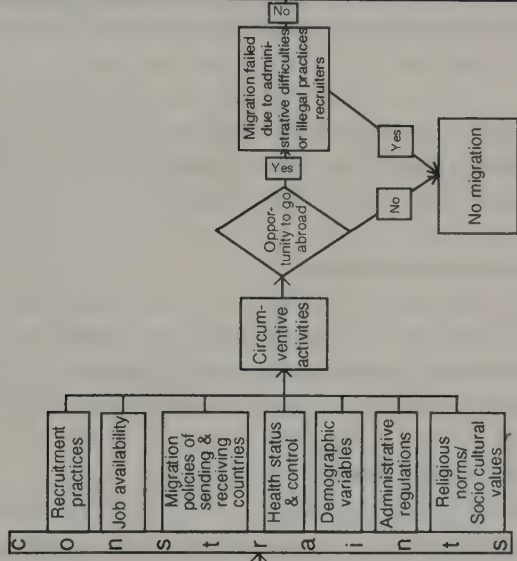 C
o
n
s
t
r
a
i
n
t
s
Recruitment
practices
Job availability
Migration
policies of
sending &
receiving
countries
Health status
& control
Demographic
variables
Administrative
regulations
Religious
norms/
Socio cultural
values
Circum-
ventive
activities
Oppor-
tunity to go
abroad
Yes
No
Migration failed
due to admini-
strative difficulties
or illegal practices
recruiters
No
Yes
No migration